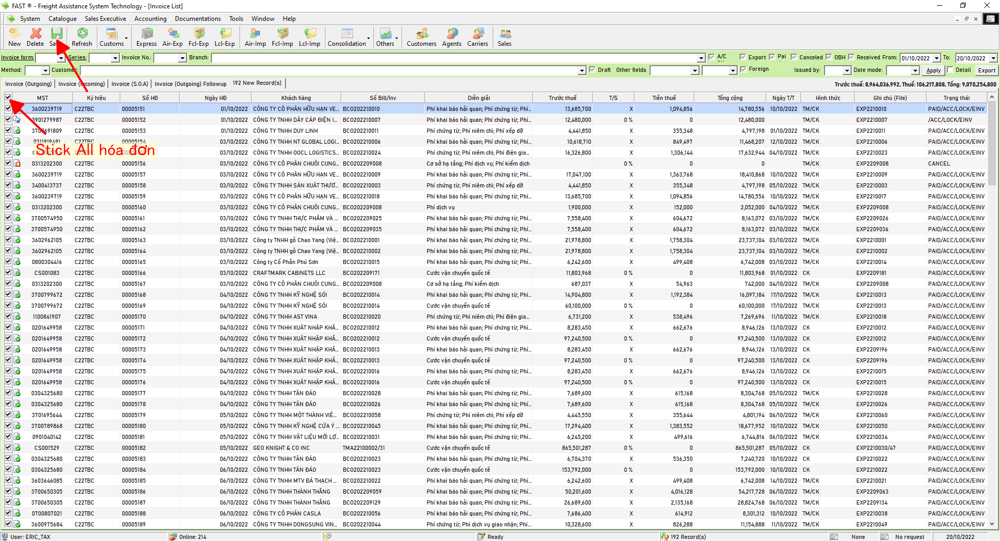 FAST ® - Freight Assistance System Technology - [Invoice List]
System Catalogue Sales Executive Accounting Documentations Tools Window Help
New Delete Refresh Customs Express Air-Exp Fcl-Exp Lcl-Exp Air-Imp Fcl-Imp Lcl-Imp Consolidation Others Customers Agents Carriers Sales
Invoice form: Series: Invoice No.: Branch: A/C Export Pai Canceled OBH Received From: 01/10/2022 To: 20/10/2022
Method: Customer: Draft Other fields Foreign Issued by: Date mode: Apply Detail Export
Invoice (Outgoing) Invoice (Incoming) Invoice (S.O.A) Invoice (Outgoing) Followup 192 New Record(s) Trước thuế: 8,964,036,992, Thuế: 106,217,808, Tổng: 9,070,254,800
MST Ký hiệu Số HĐ Ngày HĐ Khách hàng Số Bill/Inv Diễn giải Trước thuế T/S Tiền thuế Tổng cộng Ngày T/T Hình thức Ghi chú (File) Trạng thái
3600239719 C22TBC 00005151 01/10/2022 CÔNG TY CỔ PHẦN HỮU HẠN VE... BCO202210010 Phí khai báo hải quan; Phí chứng từ; Phí... 13,685,700 X 1,094,856 14,780,556 10/10/2022 TM/CK EXP2210010 PAID/ACC/LOCK/EINV
3901279987 C22TBC 00005152 01/10/2022 CÔNG TY TNHH DÂY CÁP ĐIỆN I... BCO202210007 Phí khai báo hải quan; Phí chứng từ; Phí... 12,480,000 0 % 0 12,480,000 TM/CK EXP2210007 /ACC/LOCK/EINV
3700691809 C22TBC 00005153 01/10/2022 CÔNG TY TNHH DUY LINH BCO202210011 Phí chứng từ; Phí niêm chì; Phí xếp dỡ 4,441,850 X 355,348 4,797,198 01/10/2022 TM/CK EXP2210011 PAID/ACC/LOCK/EINV
0311919491 C22TBC 00005154 03/10/2022 CÔNG TY TNHH NT GLOBAL LOGI... BCO202210006 Phí khai báo hải quan; Phí chứng từ; Phí... 10,618,710 X 849,497 11,468,207 12/10/2022 TM/CK EXP2210006 PAID/ACC/LOCK/EINV
Stick All hóa đơn
03/10/2022 CÔNG TY TNHH OOCL LOGISTICS... BCO202210024 Phí chứng từ; Phí niêm chì; Phí điện gia... 16,326,800 X 1,306,144 17,632,944 04/10/2022 TM/CK EXP2210023 PAID/ACC/LOCK/EINV
0313202300 C22TBC 00005156 03/10/2022 CÔNG TY CỔ PHẦN CHUỖI CUNG... BCO202209008 Cơ sở hạ tầng; Phí dịch vụ; Phí kiểm dịch 0 % 0 0 TM/CK EXP2209008 CANCEL
3600239719 C22TBC 00005157 03/10/2022 CÔNG TY CỔ PHẦN HỮU HẠN VE... BCO202210009 Phí khai báo hải quan; Phí chứng từ; Phí... 17,047,100 X 1,363,768 18,410,868 10/10/2022 TM/CK EXP2210009 PAID/ACC/LOCK/EINV
3400413737 C22TBC 00005158 03/10/2022 CÔNG TY TNHH SẢN XUẤT THƯƠ... BCO202210003 Phí chứng từ; Phí niêm chì; Phí xếp dỡ 4,441,850 X 355,348 4,797,198 05/10/2022 TM/CK EXP2210003 PAID/ACC/LOCK/EINV
3600239719 C22TBC 00005159 03/10/2022 CÔNG TY CỔ PHẦN HỮU HẠN VE... BCO202210018 Phí khai báo hải quan; Phí chứng từ; Phí... 13,685,700 X 1,094,856 14,780,556 10/10/2022 TM/CK EXP2210017 PAID/ACC/LOCK/EINV
0313202300 C22TBC 00005160 03/10/2022 CÔNG TY CỔ PHẦN CHUỖI CUNG... BCO202209008 Phí dịch vụ 1,900,000 X 152,000 2,052,000 04/10/2022 TM/CK EXP2209008 PAID/ACC/LOCK/EINV
3700574950 C22TBC 00005161 03/10/2022 CÔNG TY TNHH THỰC PHẨM VÀ ... BCO202209025 Phí khai báo hải quan; Phí chứng từ; Phí... 7,558,400 X 604,672 8,163,072 03/10/2022 TM/CK EXP2209026 PAID/ACC/LOCK/EINV
3700574950 C22TBC 00005162 03/10/2022 CÔNG TY TNHH THỰC PHẨM VÀ ... BCO202209035 Phí khai báo hải quan; Phí chứng từ; Phí... 7,558,400 X 604,672 8,163,072 03/10/2022 TM/CK EXP2209036 PAID/ACC/LOCK/EINV
3602962105 C22TBC 00005163 03/10/2022 Công ty TNHH gỗ Chao Yang (Việ... BCO202210001 Phí khai báo hải quan; Phí chứng từ; Phí... 21,978,800 X 1,758,304 23,737,104 03/10/2022 TM/CK EXP2210001 PAID/ACC/LOCK/EINV
3602962105 C22TBC 00005164 03/10/2022 Công ty TNHH gỗ Chao Yang (Việ... BCO202210002 Phí khai báo hải quan; Phí chứng từ; Phí... 21,978,800 X 1,758,304 23,737,104 03/10/2022 TM/CK EXP2210002 PAID/ACC/LOCK/EINV
0800304416 C22TBC 00005165 03/10/2022 Công ty Cổ Phần Phú Sơn BCO202210015 Phí khai báo hải quan; Phí chứng từ; Phí... 6,242,600 X 499,408 6,742,008 03/10/2022 TM/CK EXP2210014 PAID/ACC/LOCK/EINV
CS001083 C22TBC 00005166 03/10/2022 CRAFTMARK CABINETS LLC BCO202209171 Cước vận chuyển quốc tế 11,803,968 0 % 0 11,803,968 01/10/2022 CK EXP2209181 PAID/ACC/LOCK/EINV
0313202300 C22TBC 00005167 03/10/2022 CÔNG TY CỔ PHẦN CHUỖI CUNG... BCO202209008 Cơ sở hạ tầng; Phí kiểm dịch 687,037 X 54,963 742,000 04/10/2022 TM/CK EXP2209008 PAID/ACC/LOCK/EINV
3700799672 C22TBC 00005168 04/10/2022 CÔNG TY TNHH KỸ NGHỆ SÓI BCO202210014 Phí khai báo hải quan; Phí chứng từ; Phí... 14,904,800 X 1,192,384 16,097,184 17/10/2022 TM/CK EXP2210013 PAID/ACC/LOCK/EINV
3700799672 C22TBC 00005169 04/10/2022 CÔNG TY TNHH KỸ NGHỆ SÓI BCO202210014 Cước vận chuyển quốc tế 60,100,000 0 % 0 60,100,000 17/10/2022 TM/CK EXP2210013 PAID/ACC/LOCK/EINV
1100841907 C22TBC 00005170 04/10/2022 CÔNG TY TNHH AST VINA BCO202210020 Phí chứng từ; Phí niêm chì; Phí điện gia... 6,731,200 X 538,496 7,269,696 11/10/2022 TM/CK EXP2210018 PAID/ACC/LOCK/EINV
0201649958 C22TBC 00005171 04/10/2022 CÔNG TY TNHH XUẤT NHẬP KHẨ... BCO202210012 Phí khai báo hải quan; Phí chứng từ; Phí... 8,283,450 X 662,676 8,946,126 13/10/2022 CK EXP2210012 PAID/ACC/LOCK/EINV
0201649958 C22TBC 00005172 04/10/2022 CÔNG TY TNHH XUẤT NHẬP KHẨ... BCO202210012 Cước vận chuyển quốc tế 97,240,500 0 % 0 97,240,500 13/10/2022 CK EXP2210012 PAID/ACC/LOCK/EINV
0201649958 C22TBC 00005173 04/10/2022 CÔNG TY TNHH XUẤT NHẬP KHẨ... BCO202210013 Phí khai báo hải quan; Phí chứng từ; Phí... 8,283,450 X 662,676 8,946,126 13/10/2022 CK EXP2209196 PAID/ACC/LOCK/EINV
0201649958 C22TBC 00005174 04/10/2022 CÔNG TY TNHH XUẤT NHẬP KHẨ... BCO202210013 Cước vận chuyển quốc tế 97,240,500 0 % 0 97,240,500 13/10/2022 CK EXP2209196 PAID/ACC/LOCK/EINV
0201649958 C22TBC 00005175 04/10/2022 CÔNG TY TNHH XUẤT NHẬP KHẨ... BCO202210016 Phí khai báo hải quan; Phí chứng từ; Phí... 8,283,450 X 662,676 8,946,126 13/10/2022 CK EXP2210015 PAID/ACC/LOCK/EINV
0201649958 C22TBC 00005176 04/10/2022 CÔNG TY TNHH XUẤT NHẬP KHẨ... BCO202210016 Cước vận chuyển quốc tế 97,240,500 0 % 0 97,240,500 13/10/2022 CK EXP2210015 PAID/ACC/LOCK/EINV
0304325680 C22TBC 00005177 04/10/2022 CÔNG TY TNHH TÂN ĐẢO BCO202210028 Phí khai báo hải quan; Phí chứng từ; Phí... 7,689,600 X 615,168 8,304,768 05/10/2022 TM/CK EXP2210028 PAID/ACC/LOCK/EINV
0304325680 C22TBC 00005178 04/10/2022 CÔNG TY TNHH TÂN ĐẢO BCO202210026 Phí khai báo hải quan; Phí chứng từ; Phí... 7,689,600 X 615,168 8,304,768 05/10/2022 TM/CK EXP2210026 PAID/ACC/LOCK/EINV
3701695644 C22TBC 00005179 05/10/2022 CÔNG TY TNHH MỘT THÀNH VIÊ... BCO202210058 Phí chứng từ; Phí niêm chì; Phí xếp dỡ 4,445,550 X 355,644 4,801,194 06/10/2022 TM/CK EXP2210060 PAID/ACC/LOCK/EINV
3700789868 C22TBC 00005180 05/10/2022 CÔNG TY TNHH KỸ NGHỆ CỬA Ý ... BCO202210045 Phí khai báo hải quan; Phí chứng từ; Phí... 17,294,400 X 1,383,552 18,677,952 10/10/2022 TM/CK EXP2210050 PAID/ACC/LOCK/EINV
0901040142 C22TBC 00005181 05/10/2022 CÔNG TY TNHH VẬT LIỆU MỚI LỢ... BCO202210031 Phí khai báo hải quan; Phí chứng từ; Phí... 6,245,200 X 499,616 6,744,816 06/10/2022 TM/CK EXP2210034 PAID/ACC/LOCK/EINV
CS001529 C22TBC 00005182 05/10/2022 GEO KNIGHT & CO INC TMA22100002/31 Cước vận chuyển quốc tế 865,501,287 0 % 0 865,501,287 05/10/2022 CK EXP2210030/47 PAID/ACC/LOCK/EINV
0304325680 C22TBC 00005183 06/10/2022 CÔNG TY TNHH TÂN ĐẢO BCO202210023 Phí khai báo hải quan; Phí chứng từ; Phí... 6,704,370 X 536,350 7,240,720 10/10/2022 CK EXP2210022 PAID/ACC/LOCK/EINV
0304325680 C22TBC 00005184 06/10/2022 CÔNG TY TNHH TÂN ĐẢO BCO202210023 Cước vận chuyển quốc tế 153,792,000 0 % 0 153,792,000 10/10/2022 CK EXP2210022 PAID/ACC/LOCK/EINV
3603646085 C22TBC 00005185 06/10/2022 CÔNG TY TNHH MTV ĐÁ THẠCH ... BCO202210022 Phí khai báo hải quan; Phí chứng từ; Phí... 6,242,600 X 499,408 6,742,008 14/10/2022 TM/CK EXP2210021 PAID/ACC/LOCK/EINV
3700650305 C22TBC 00005186 06/10/2022 CÔNG TY TNHH THÀNH THẮNG BCO202209059 Phí khai báo hải quan; Phí chứng từ; Phí... 50,201,600 X 4,016,128 54,217,728 06/10/2022 TM/CK EXP2209063 PAID/ACC/LOCK/EINV
3700650305 C22TBC 00005187 06/10/2022 CÔNG TY TNHH THÀNH THẮNG BCO202209129 Phí khai báo hải quan; Phí chứng từ; Phí... 26,689,600 X 2,135,168 28,824,768 06/10/2022 TM/CK EXP2209134 PAID/ACC/LOCK/EINV
0700807021 C22TBC 00005188 06/10/2022 CÔNG TY CỔ PHẦN CASLA BCO202210056 Phí khai báo hải quan; Phí chứng từ; Phí... 7,686,400 X 614,912 8,301,312 10/10/2022 TM/CK EXP2210038 PAID/ACC/LOCK/EINV
3600975684 C22TBC 00005189 06/10/2022 CÔNG TY TNHH DONGSUNG VIN... BCO202210044 Phí chứng từ; Phí dịch vụ giao nhận; Phí... 10,328,600 X 826,288 11,154,888 11/10/2022 TM/CK EXP2210049 PAID/ACC/LOCK/EINV
User: ERIC_TAX Online: 214 Ready 192 Record(s) None No request 20/10/2022